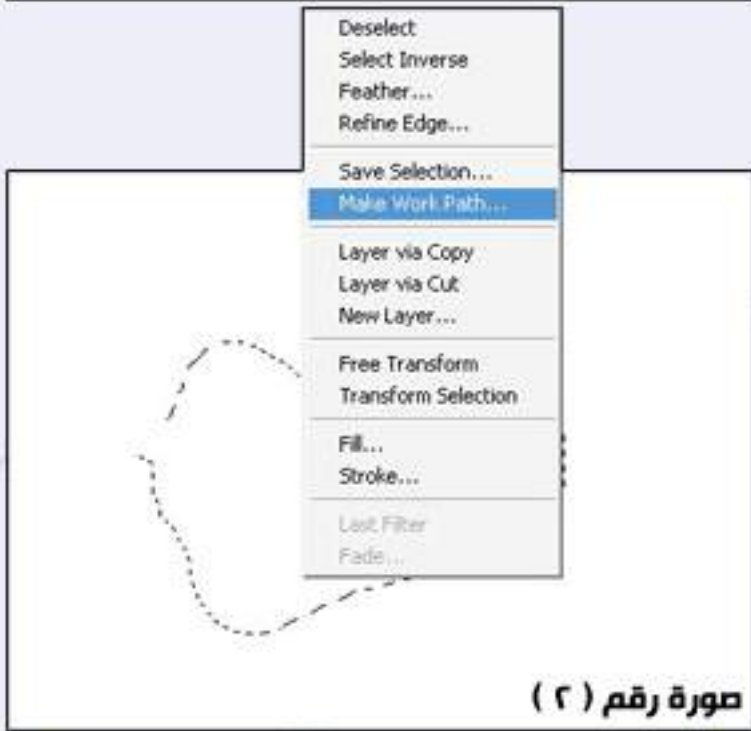 Deselect
Select Inverse
Feather...
Refine Edge...
Save Selection...
Make Work Path...
Layer via Copy
Layer via Cut
New Layer...
Free Transform
Transform Selection
Fill...
Stroke...
Last Filter
Fade...
صورة رقم ( ٢ )